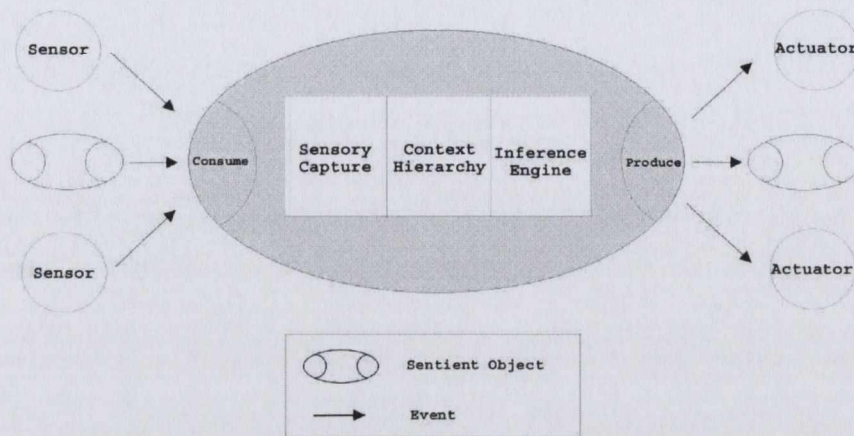 Sensor
Actuator
Consume
Sensory
Capture
Context
Hierarchy
Inference
Engine
Produce
Sensor
Actuator
Sentient Object
Event